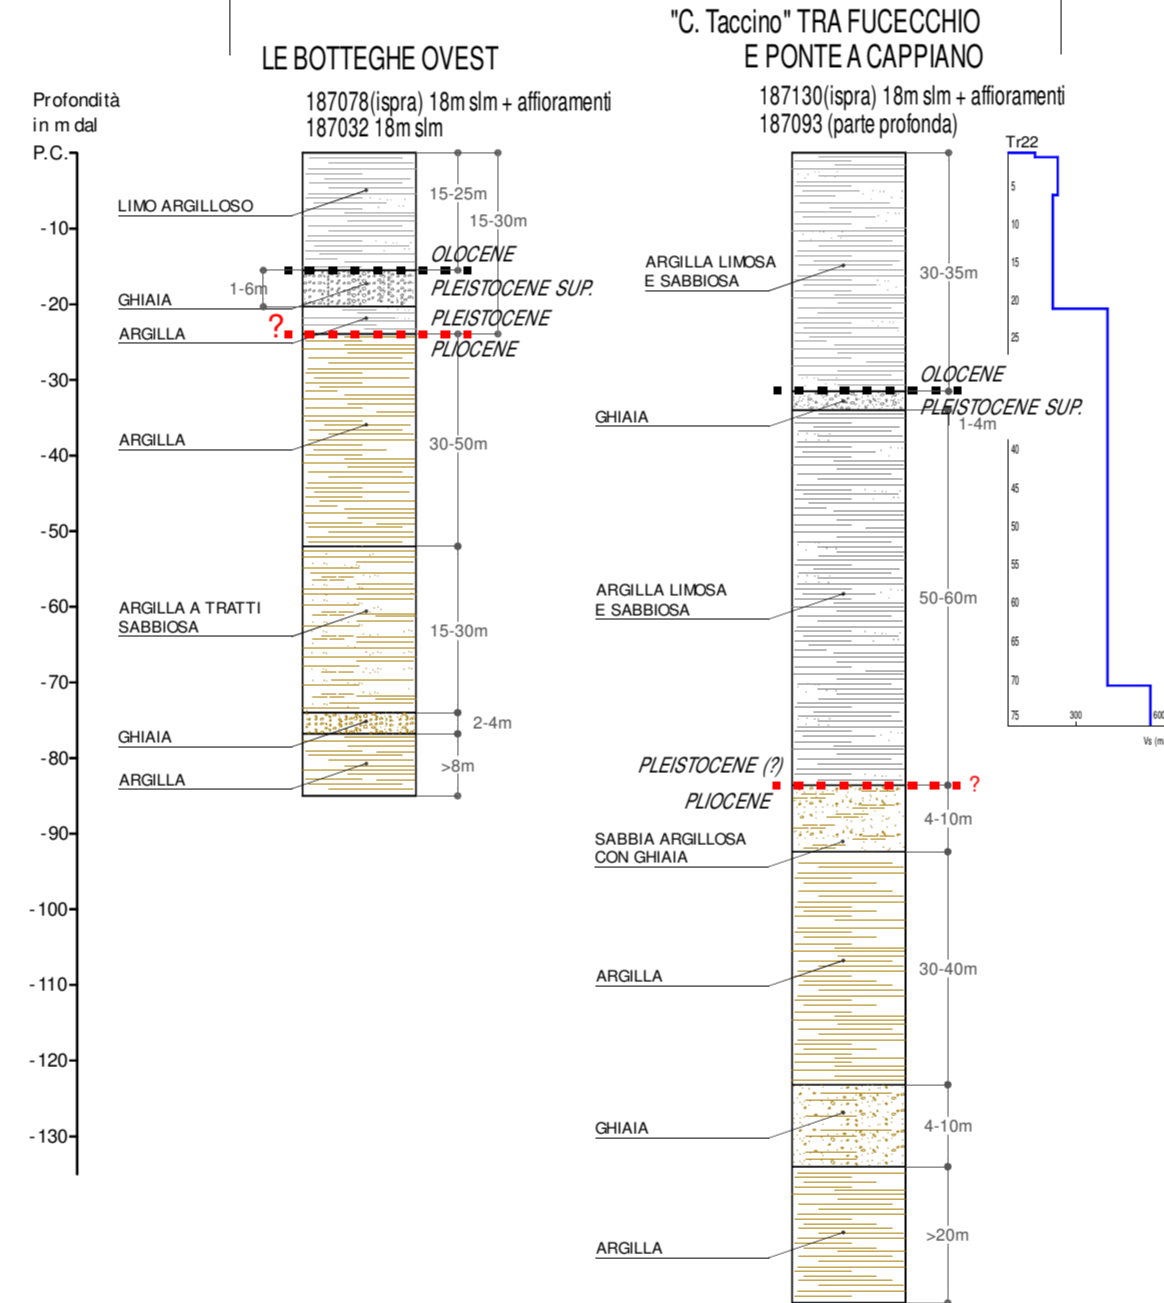 "C. Taccino" TRA FUCECCHIO
E PONTE A CAPPIANO
LE BOTTEGHE OVEST
187078(ispra) 18m slm + affioramenti
187032 18m slm
187130(ispra) 18m slm + affioramenti
187093 (parte profonda)
Profondità
in m dal
P.C.
-10
-20
-30
-40
-50
-60
-70
-80
-90
-100
-110
-120
-130
LIMO ARGILLOSO
15-25m
15-30m
OLOCENE
1-6m
PLEISTOCENE SUP.
GHIAIA
?
PLEISTOCENE
ARGILLA
PLIOCENE
ARGILLA
30-50m
ARGILLA A TRATTI
SABBIOSA
15-30m
GHIAIA
2-4m
ARGILLA
>8m
ARGILLA LIMOSA
E SABBIOSA
30-35m
OLOCENE
PLEISTOCENE SUP.
GHIAIA
1-4m
ARGILLA LIMOSA
E SABBIOSA
50-60m
PLEISTOCENE (?)
?
PLIOCENE
4-10m
SABBIA ARGILLOSA
CON GHIAIA
ARGILLA
30-40m
GHIAIA
4-10m
ARGILLA
>20m
Tr22
5
10
15
20
25
40
45
50
55
60
65
70
75
300
600
Vs (m